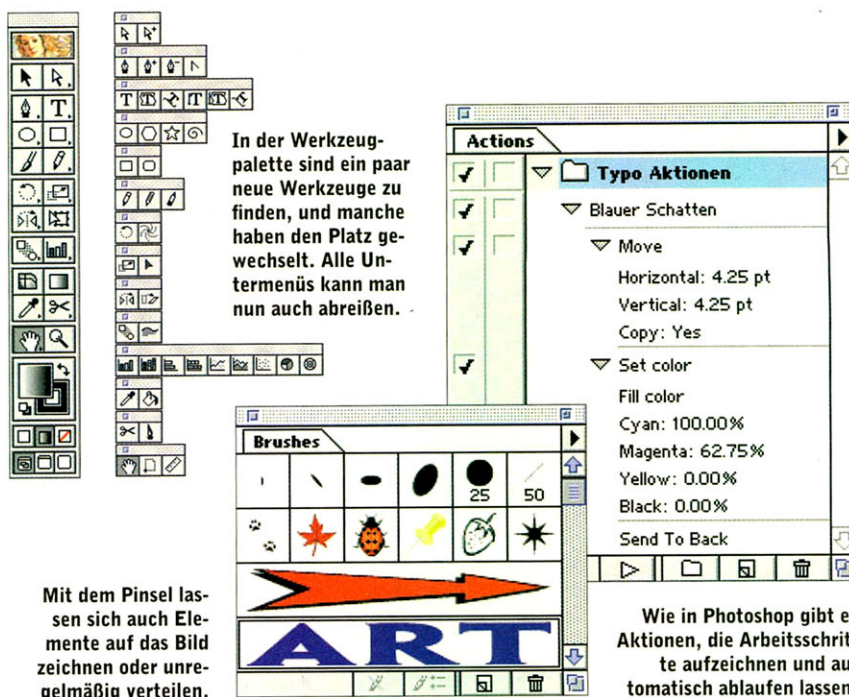 In der Werkzeug-
palette sind ein paar
neue Werkzeuge zu
finden, und manche
haben den Platz ge-
wechselt. Alle Un-
termenüs kann man
nun auch abreißen.
Actions
Typo Aktionen
Blauer Schatten
Move
Horizontal: 4.25 pt
Vertical: 4.25 pt
Copy: Yes
Set color
Fill color
Cyan: 100.00%
Magenta: 62.75%
Yellow: 0.00%
Black: 0.00%
Send To Back
Brushes
25 50
ART
Mit dem Pinsel las-
sen sich auch Ele-
mente auf das Bild
zeichnen oder unre-
gelmäßig verteilen.
Wie in Photoshop gibt e
Aktionen, die Arbeitsschrit
te aufzeichnen und au
tomatisch ablaufen lassen